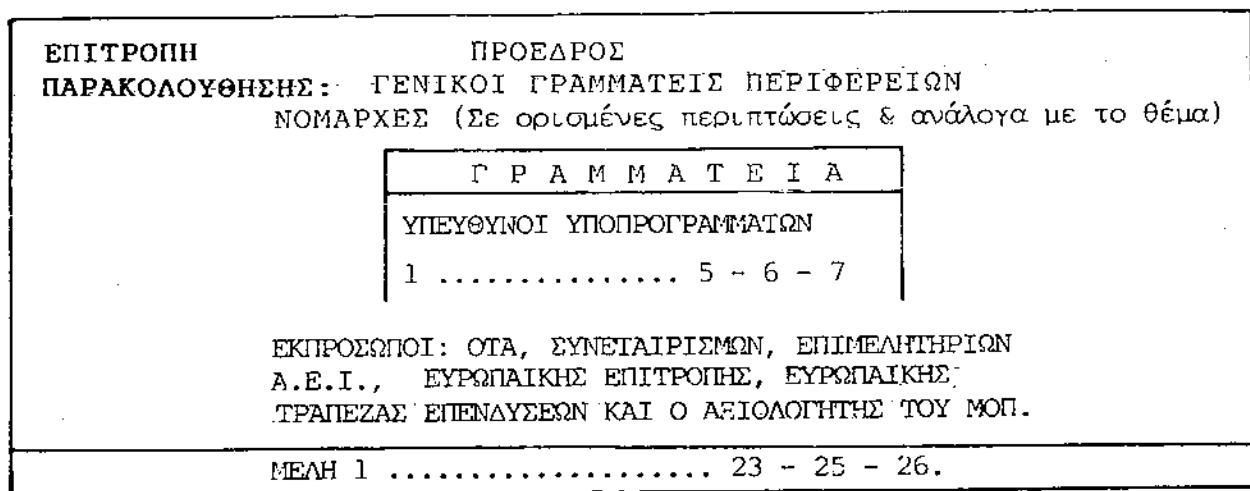 ΕΠΙΤΡΟΠΗ ΠΡΟΕΔΡΟΣ
ΠΑΡΑΚΟΛΟΥΘΗΣΗΣ: ΓΕΝΙΚΟΙ ΓΡΑΜΜΑΤΕΙΣ ΠΕΡΙΦΕΡΕΙΩΝ
ΝΟΜΑΡΧΕΣ (Σε ορισμένες περιπτώσεις & ανάλογα με το θέμα)
Γ Ρ Α Μ Μ Α Τ Ε Ι Α
ΥΠΕΥΘΥΝΟΙ ΥΠΟΠΡΟΓΡΑΜΜΑΤΩΝ
1 ............... 5 - 6 - 7
ΕΚΠΡΟΣΩΠΟΙ: ΟΤΑ, ΣΥΝΕΤΑΙΡΙΣΜΩΝ, ΕΠΙΜΕΛΗΤΗΡΙΩΝ
Α.Ε.Ι., ΕΥΡΩΠΑΙΚΗΣ ΕΠΙΤΡΟΠΗΣ, ΕΥΡΩΠΑΙΚΗΣ
ΤΡΑΠΕΖΑΣ ΕΠΕΝΔΥΣΕΩΝ ΚΑΙ Ο ΑΞΙΟΛΟΓΗΤΗΣ ΤΟΥ ΜΟΠ.
ΜΕΛΗ 1 .................... 23 - 25 - 26.